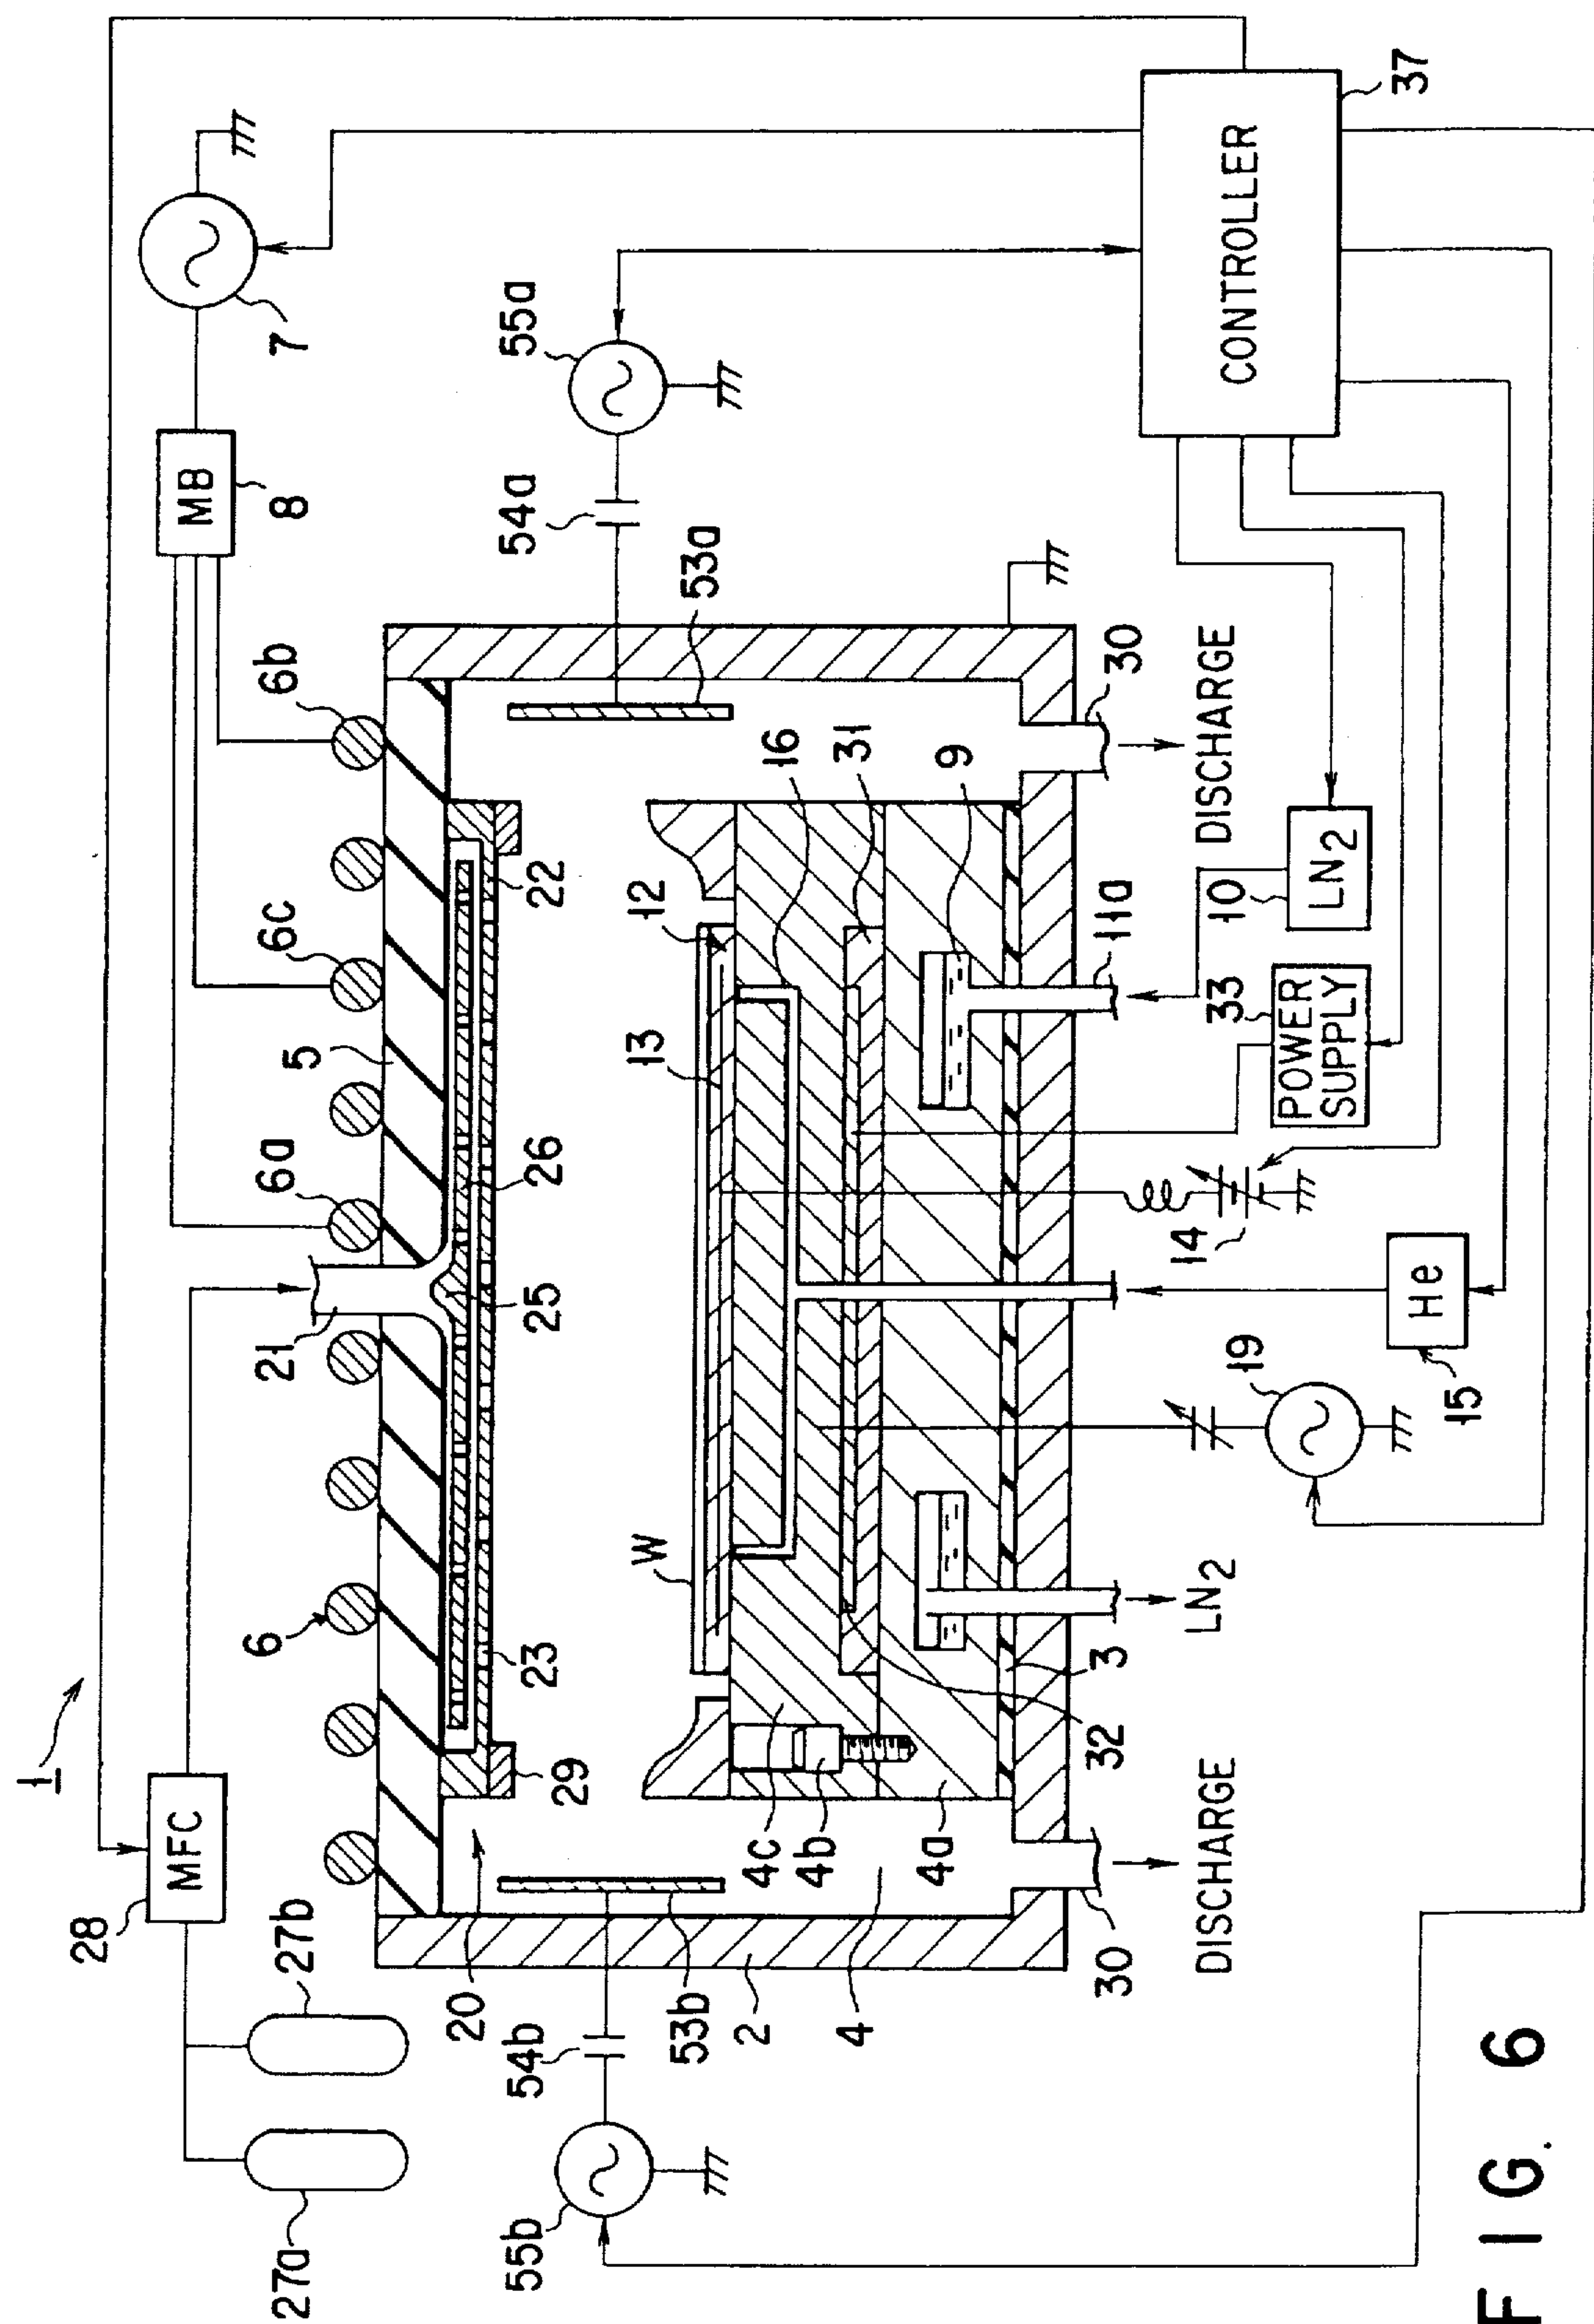 1
28
MFC
27a
27b
21
6
6a
6c
6b
5
MB
8
7
20
29
23
25
26
22
54b
55b
53b
2
4
W
13
12
16
31
9
53a
54a
55a
4c
4b
4a
32
3
30
DISCHARGE
LN2
19
15
He
14
33
POWER
SUPPLY
11a
10
LN2
30
DISCHARGE
CONTROLLER
37
FIG. 6